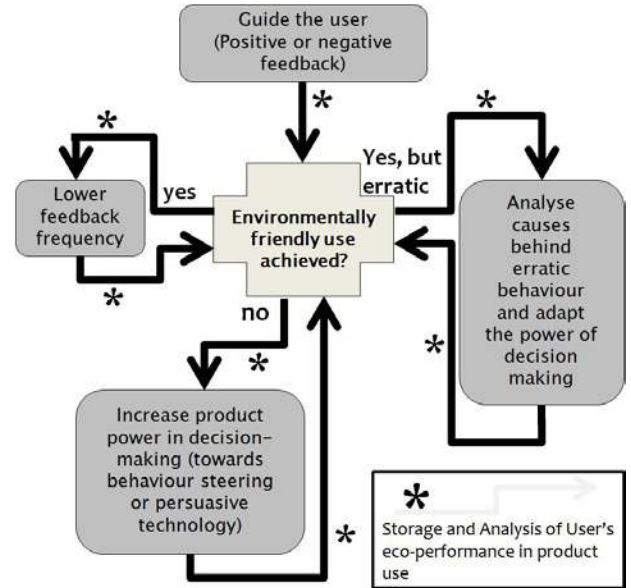 Guide the user
(Positive or negative
feedback)
*
*
*
Yes, but
erratic
yes
Lower
feedback
frequency
Environmentally
friendly use
achieved?
Analyse
causes
behind
erratic
behaviour
and adapt
the power of
decision
making
*
no
*
*
Increase product
power in decision-
making (towards
behaviour steering
or persuasive
technology)
*
*
Storage and Analysis of User's
eco-performance in product
use